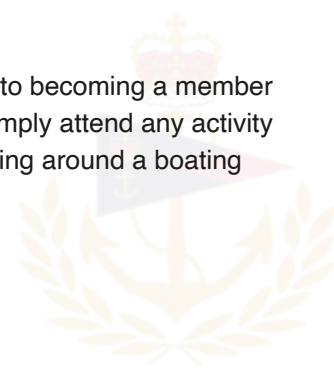 to becoming a member
mply attend any activity
ing around a boating